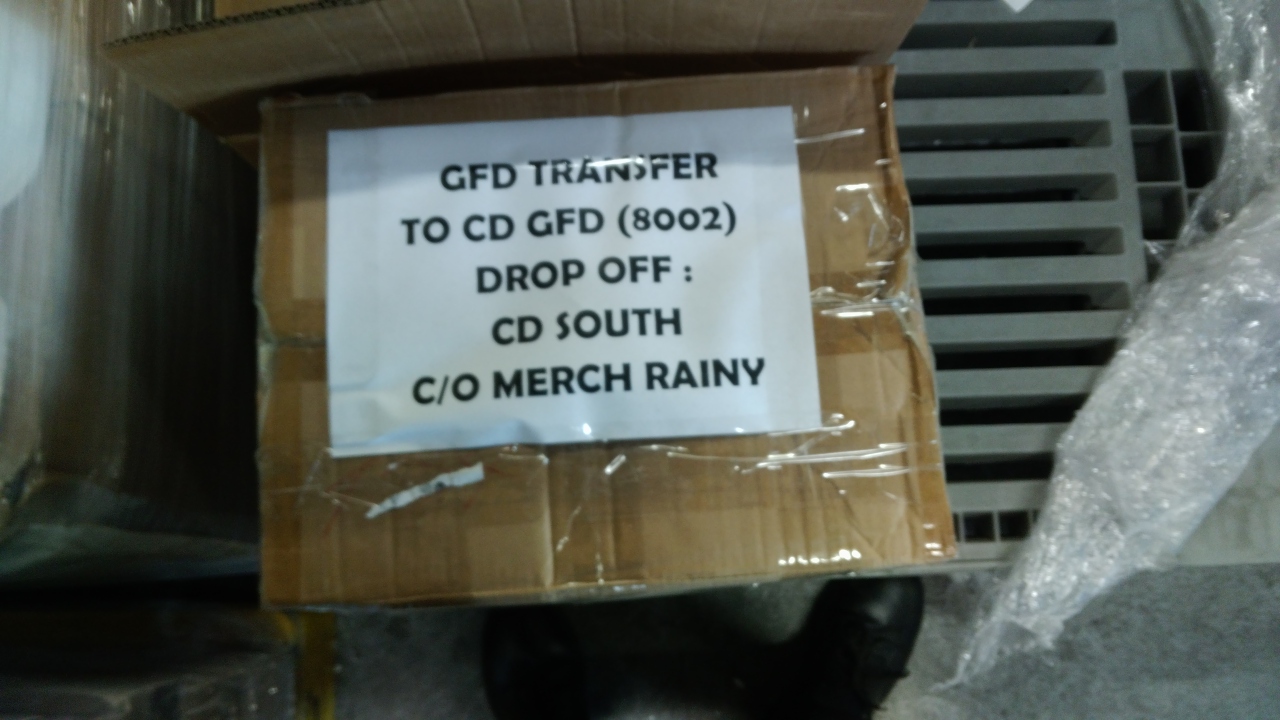 GFD TRANSFER
TO CD GFD (8002)
DROP OFF :
CD SOUTH
C/O MERCH RAINY